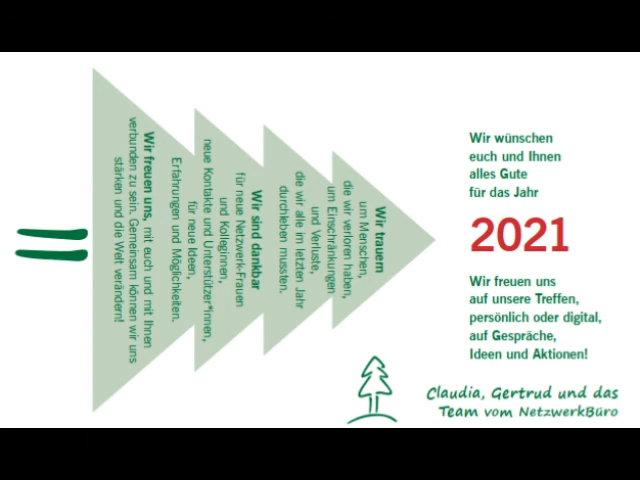 Wir trauern
um Menschen,
die wir verloren haben,
um Einschränkungen
und Verluste,
die wir alle im letzten Jahr
durchleben mussten.
Wir sind dankbar
für neue Netzwerk-Frauen
und Kolleginnen,
neue Kontakte und Unterstützer*innen,
für neue Ideen,
Erfahrungen und Möglichkeiten.
Wir freuen uns, mit euch und mit Ihnen
verbunden zu sein. Gemeinsam können wir uns
stärken und die Welt verändern!
Wir wünschen
euch und Ihnen
alles Gute
für das Jahr
2021
Wir freuen uns
auf unsere Treffen,
persönlich oder digital,
auf Gespräche,
Ideen und Aktionen!
Claudia, Gertrud und das
Team vom NetzwerkBüro